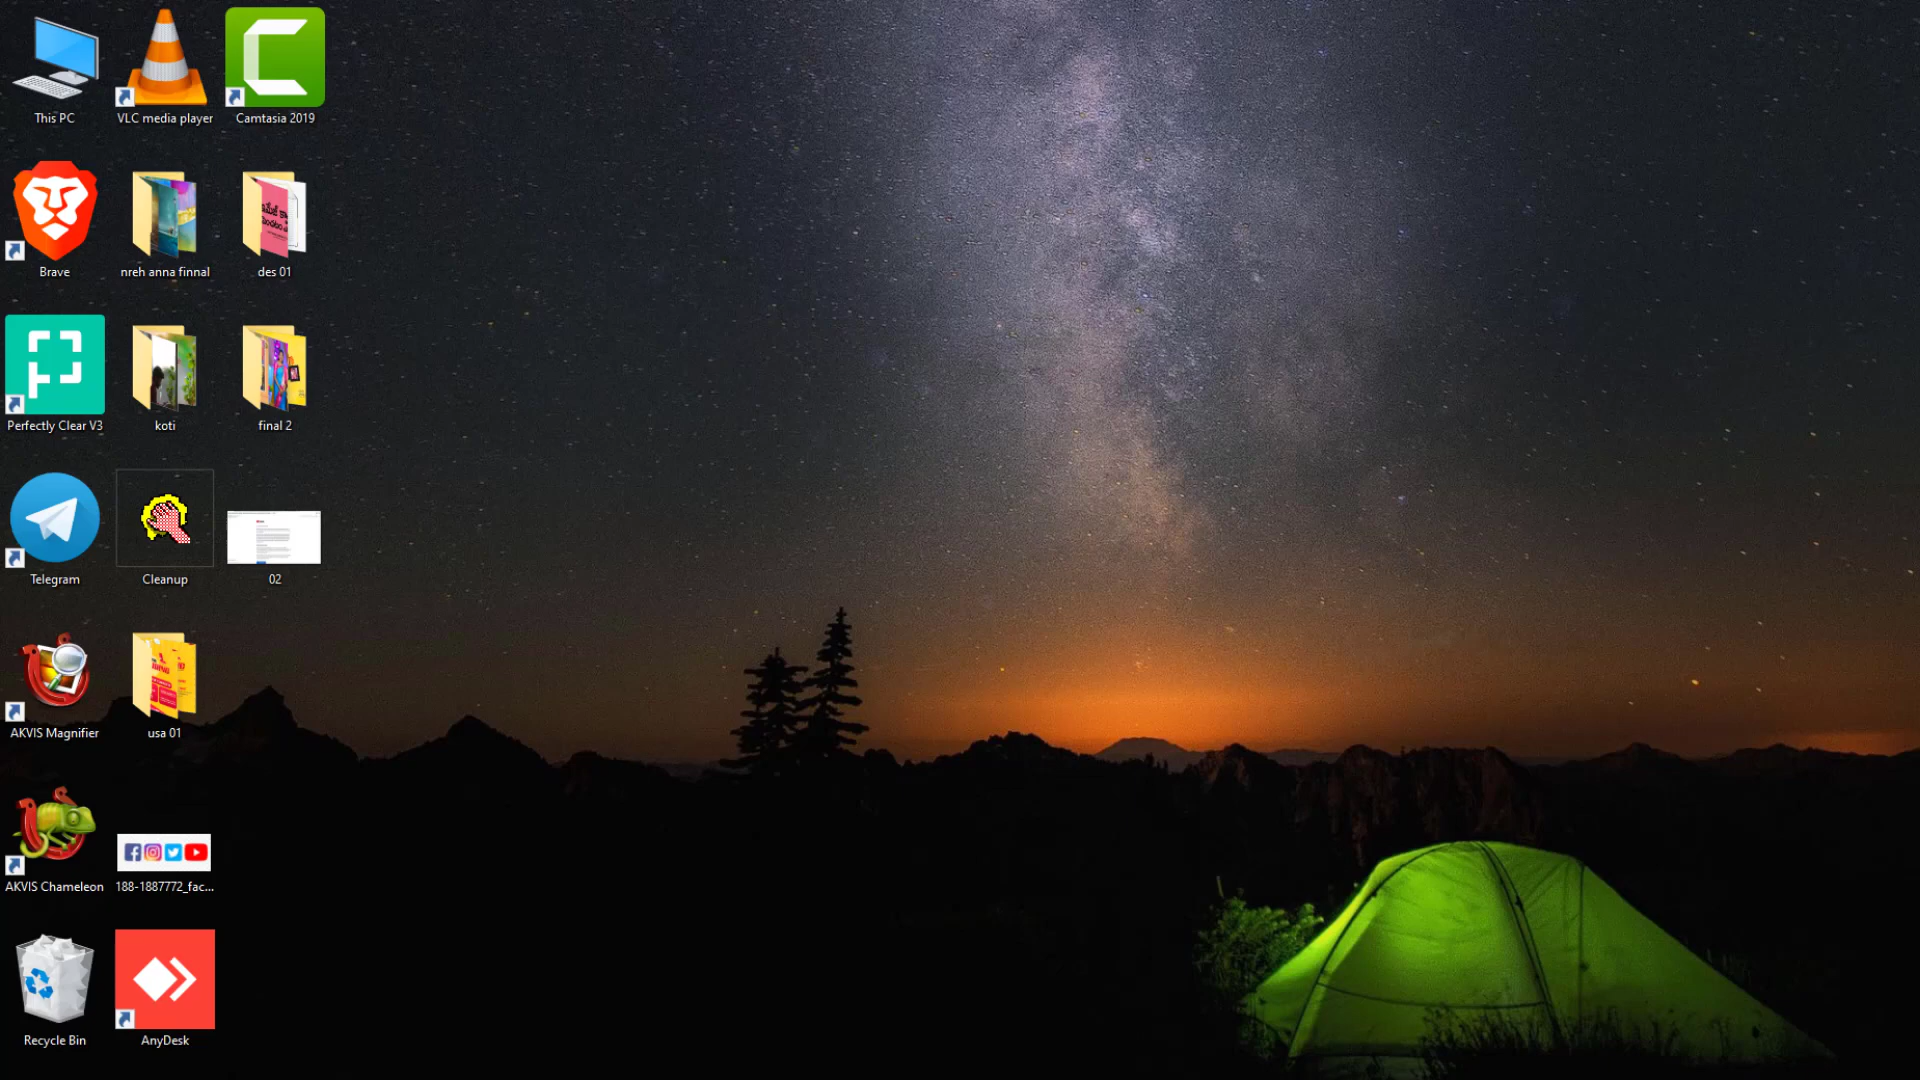 This PC
VLC media player
Camtasia 2019
Brave
nreh anna finnal
des 01
Perfectly Clear V3
koti
final 2
Telegram
Cleanup
02
AKVIS Magnifier
usa 01
AKVIS Chameleon
188-1887772_fac...
Recycle Bin
AnyDesk